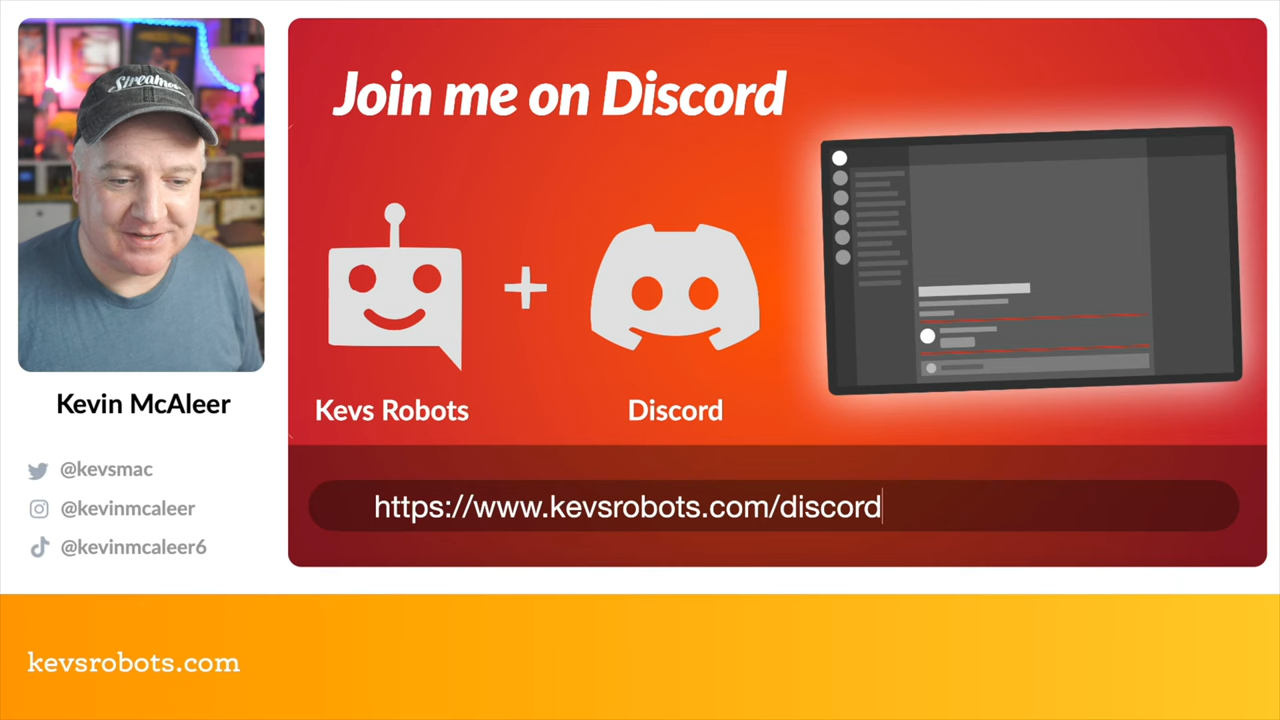 Streamer
Kevin McAleer
@kevsmac
@kevinmcaleer
@kevinmcaleer6
Join me on Discord
+
Kevs Robots
Discord
https://www.kevsrobots.com/discord
kevsrobots.com